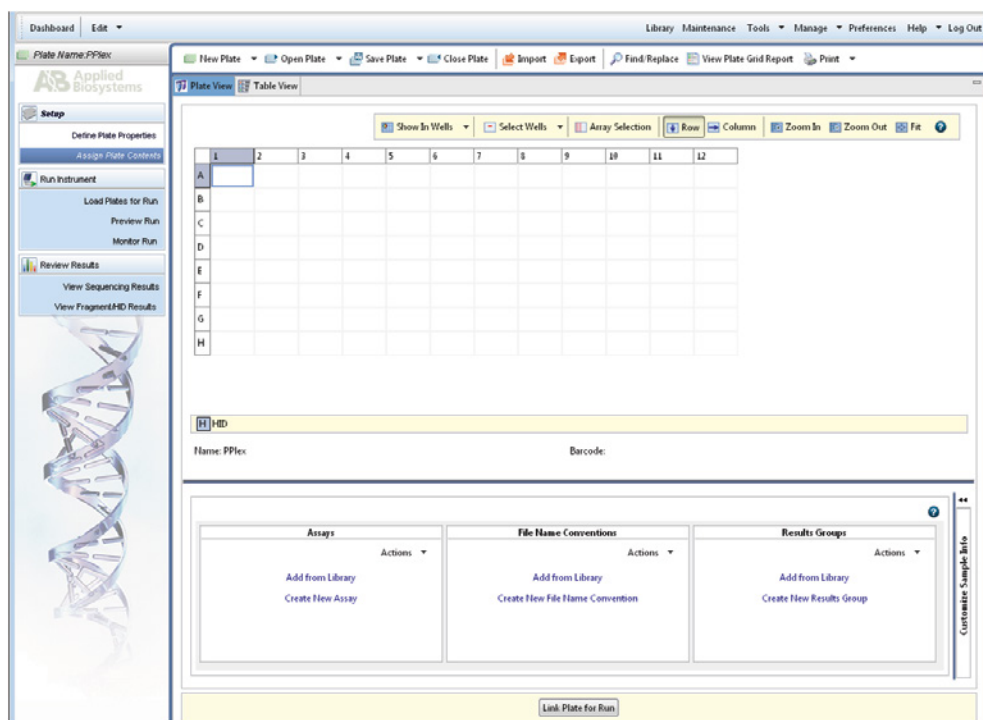 Dashboard Edit Library Maintenance Tools Manage Preferences Help Log Out
Plate Name:PPlex
New Plate Open Plate Save Plate Close Plate Import Export Find/Replace View Plate Grid Report Print
AB Applied Biosystems
Plate View Table View
Setup
Define Plate Properties
Assign Plate Contents
Run Instrument
Load Plates for Run
Preview Run
Monitor Run
Review Results
View Sequencing Results
View Fragment/HID Results
Show In Wells Select Wells Array Selection Row Column Zoom In Zoom Out Fit ?
1 2 3 4 5 6 7 8 9 10 11 12
A
B
C
D
E
F
G
H
H HID
Name: PPlex Barcode:
?
Assays File Name Conventions Results Groups
Actions Actions Actions
Add from Library Add from Library Add from Library
Create New Assay Create New File Name Convention Create New Results Group
Customize Sample Info
Link Plate for Run